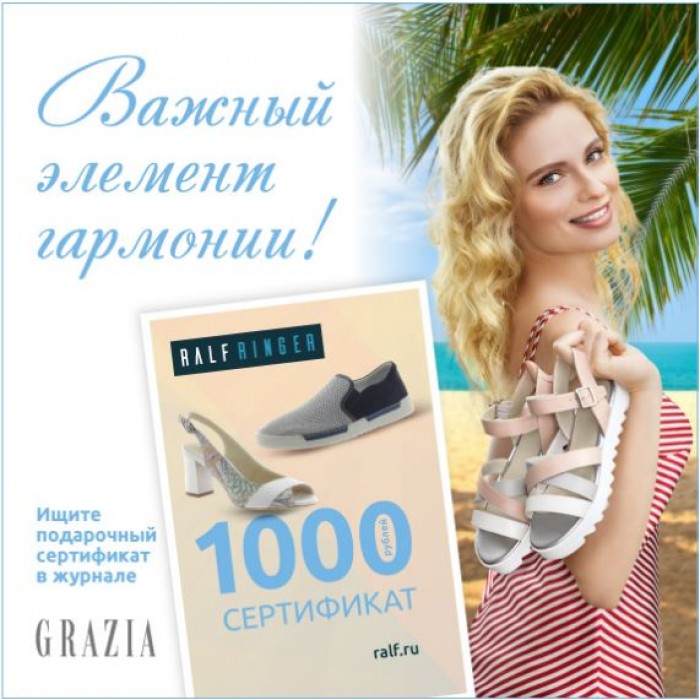 Важный
элемент
гармонии!
RALF RINGER
1000 рублей
СЕРТИФИКАТ
ralf.ru
Ищите
подарочный
сертификат
в журнале
GRAZIA